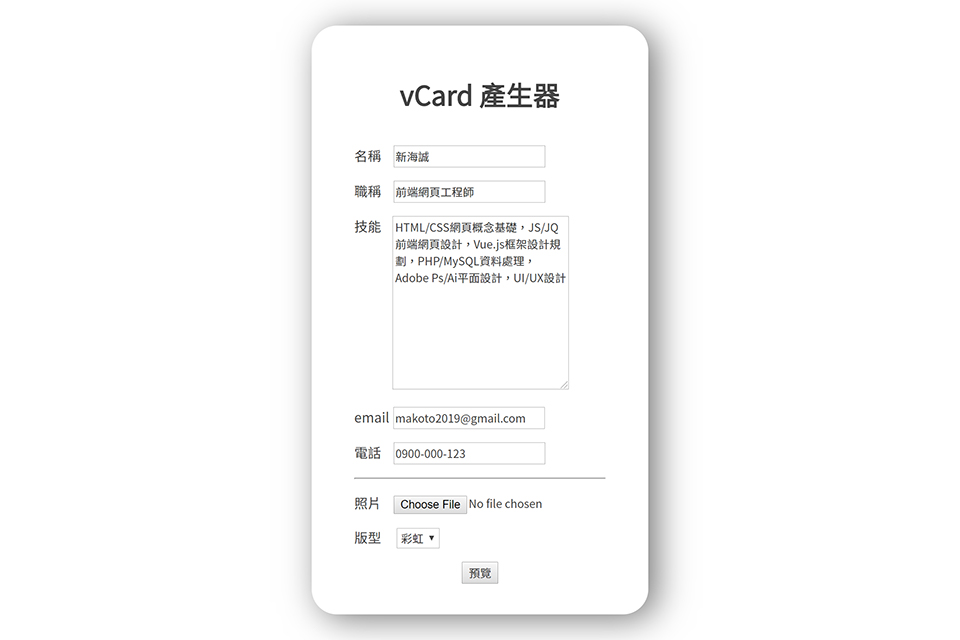 vCard 產生器
名稱 新海誠
職稱 前端網頁工程師
技能 HTML/CSS網頁概念基礎，JS/JQ
前端網頁設計，Vue.js框架設計規
劃，PHP/MySQL資料處理，
Adobe Ps/Ai平面設計，UI/UX設計
email makoto2019@gmail.com
電話 0900-000-123
照片 Choose File No file chosen
版型 彩虹
預覽